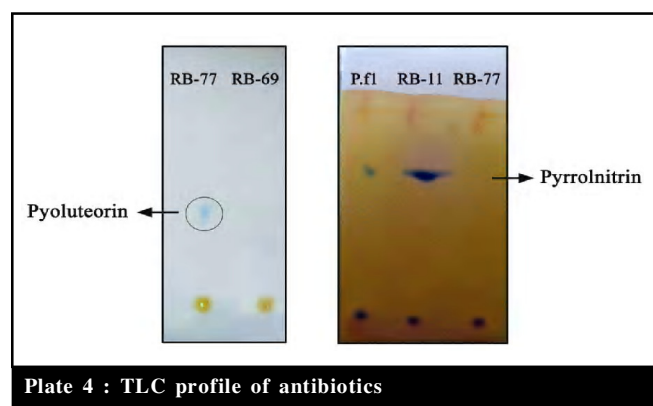 RB-77 RB-69
Pyoluteorin
P.f1 RB-11 RB-77
Pyrrolnitrin
Plate 4 : TLC profile of antibiotics